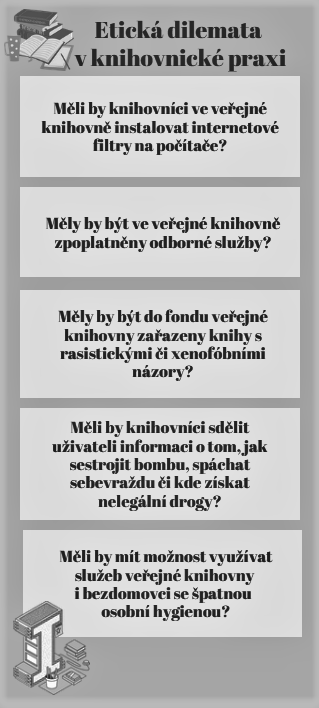 Etická dilemata
v knihovnické praxi
Měli by knihovníci ve veřejné
knihovně instalovat internetové
filtry na počítače?
Měly by být ve veřejné knihovně
zpoplatněny odborné služby?
Měly by být do fondu veřejné
knihovny zařazeny knihy s
rasistickými či xenofóbními
názory?
Měli by knihovníci sdělit
uživateli informaci o tom, jak
sestrojit bombu, spáchat
sebevraždu či kde získat
nelegální drogy?
Měli by mít možnost využívat
služeb veřejné knihovny
i bezdomovci se špatnou
osobní hygienou?